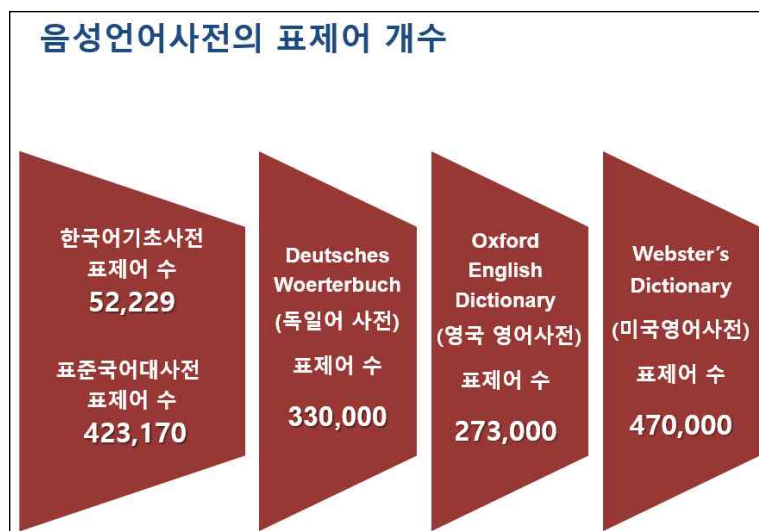 음성언어사전의 표제어 개수
한국어기초사전
표제어 수
52,229
표준국어대사전
표제어 수
423,170
Deutsches
Woerterbuch
(독일어 사전)
표제어 수
330,000
Oxford
English
Dictionary
(영국 영어사전)
표제어 수
273,000
Webster's
Dictionary
(미국영어사전)
표제어 수
470,000